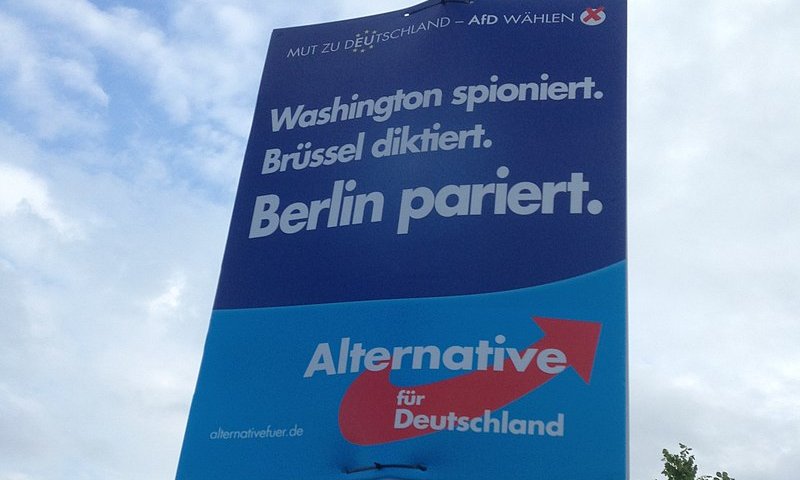 MUT ZU DEUTSCHLAND – AfD WÄHLEN
Washington spioniert.
Brüssel diktiert.
Berlin pariert.
Alternative
für
Deutschland
alternativefuer.de